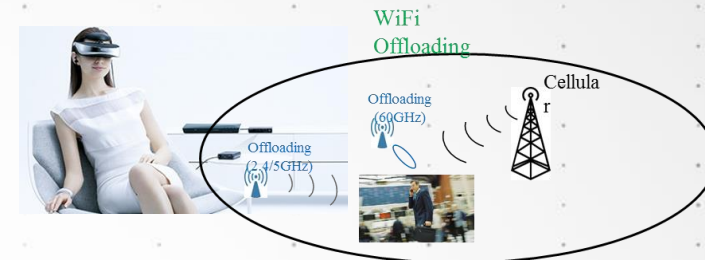 WiFi
Offloading
Cellula
r
Offloading
(60GHz)
Offloading
(2.4/5GHz)